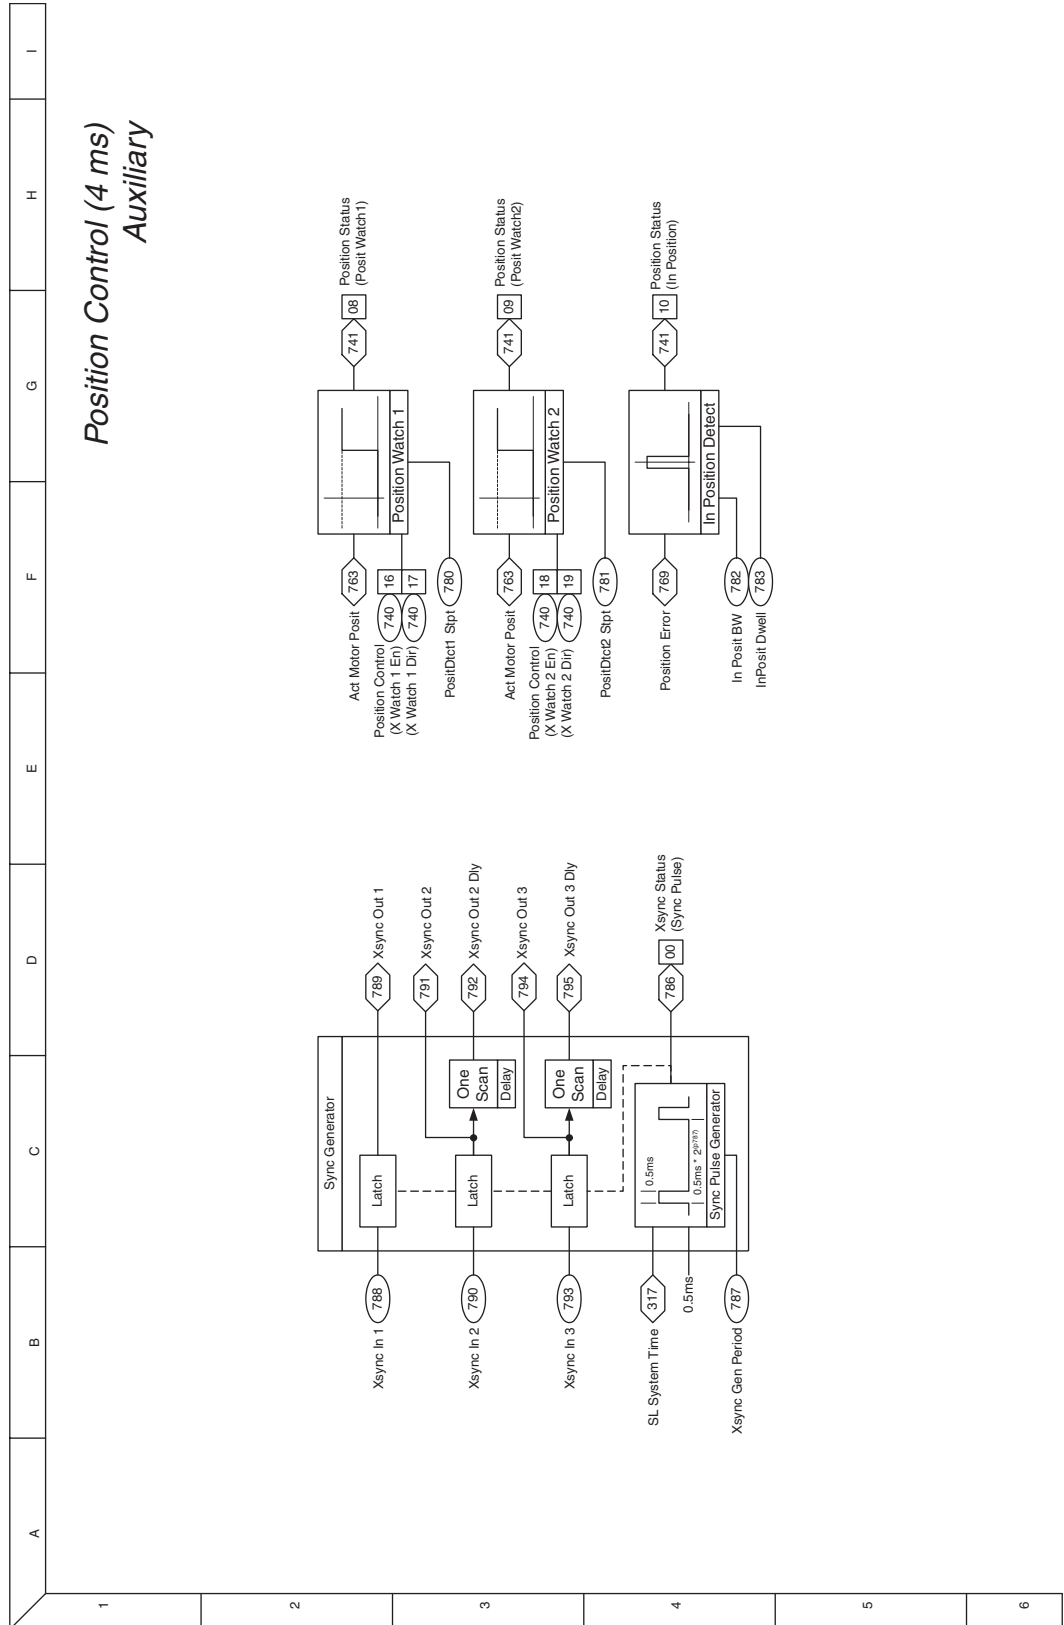 A
B
C
D
E
F
G
H
I
1
2
3
4
5
6
Position Control (4 ms)
Auxiliary
Sync Generator
Xsync In 1
788
Latch
789
Xsync Out 1
791
Xsync Out 2
Xsync In 2
790
Latch
One
Scan
Delay
792
Xsync Out 2 Dly
794
Xsync Out 3
Xsync In 3
793
Latch
One
Scan
Delay
795
Xsync Out 3 Dly
SL System Time
317
0.5ms
0.5ms
0.5ms * 2(p787)
Sync Pulse Generator
786
00
Xsync Status
(Sync Pulse)
Xsync Gen Period
787
Act Motor Posit
763
Position Control
(X Watch 1 En)
(X Watch 1 Dir)
740
16
740
17
PositDtct1 Stpt
780
Position Watch 1
741
08
Position Status
(Posit Watch1)
Act Motor Posit
763
Position Control
(X Watch 2 En)
(X Watch 2 Dir)
740
18
740
19
PositDtct2 Stpt
781
Position Watch 2
741
09
Position Status
(Posit Watch2)
Position Error
769
In Position Detect
741
10
Position Status
(In Position)
In Posit BW
782
InPosit Dwell
783